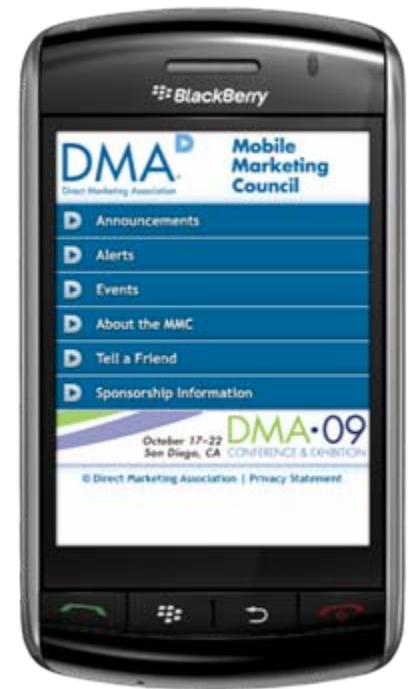 BlackBerry
DMA D
Direct Marketing Association
Mobile
Marketing
Council
Announcements
Alerts
Events
About the MMC
Tell a Friend
Sponsorship Information
October 17-22
San Diego, CA
DMA•09
CONFERENCE & EXHIBITION
© Direct Marketing Association | Privacy Statement